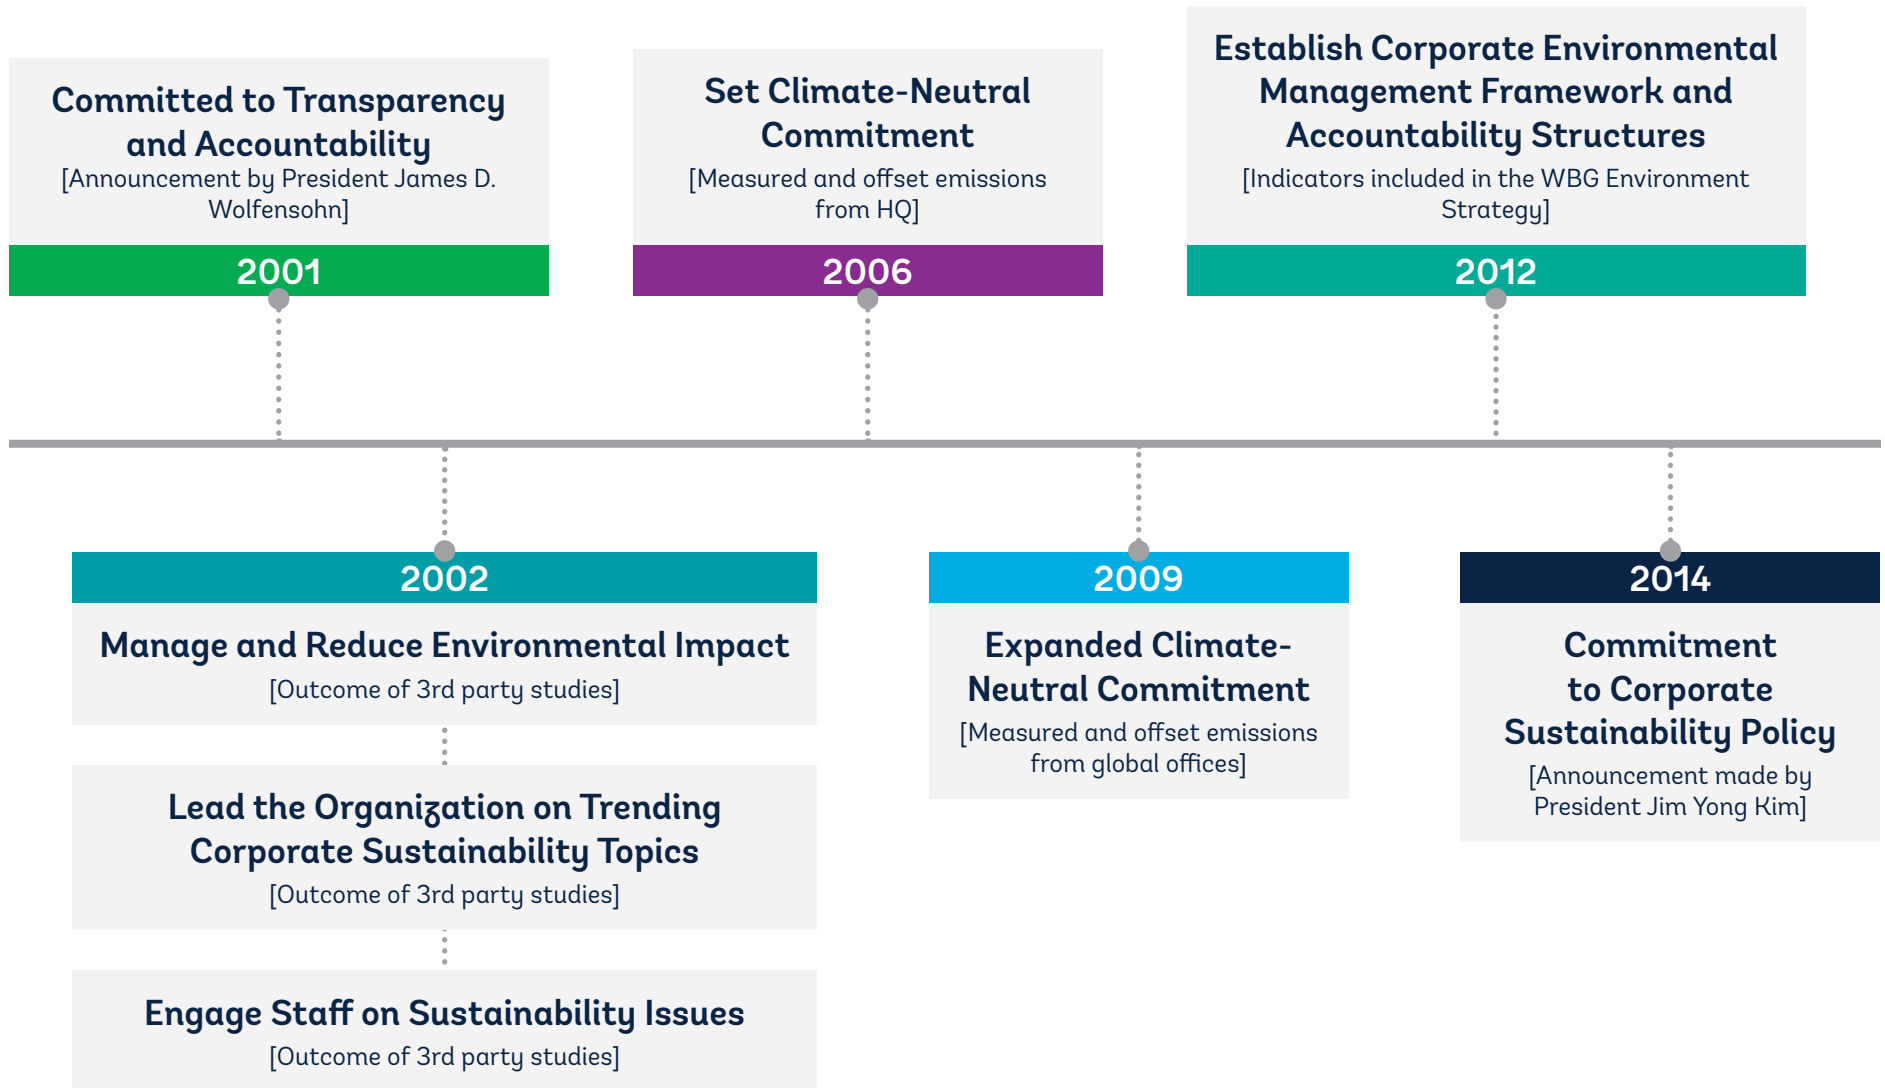 Committed to Transparency
and Accountability
[Announcement by President James D.
Wolfensohn]
2001
Set Climate-Neutral
Commitment
[Measured and offset emissions
from HQ]
2006
Establish Corporate Environmental
Management Framework and
Accountability Structures
[Indicators included in the WBG Environment
Strategy]
2012
2002
Manage and Reduce Environmental Impact
[Outcome of 3rd party studies]
Lead the Organization on Trending
Corporate Sustainability Topics
[Outcome of 3rd party studies]
Engage Staff on Sustainability Issues
[Outcome of 3rd party studies]
2009
Expanded Climate-
Neutral Commitment
[Measured and offset emissions
from global offices]
2014
Commitment
to Corporate
Sustainability Policy
[Announcement made by
President Jim Yong Kim]